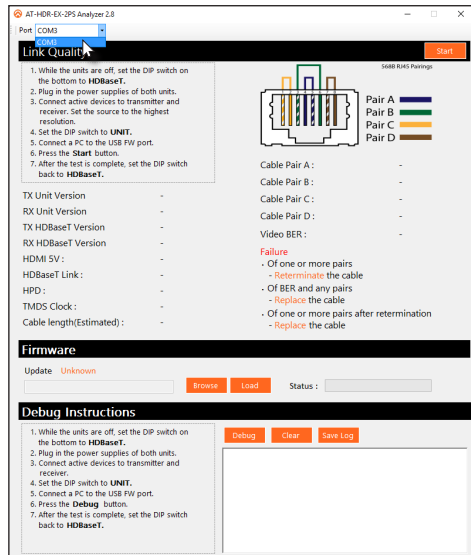 AT-HDR-EX-2PS Analyzer 2.8
Port COM3
COM3
Link Quality
Start
1. While the units are off, set the DIP switch on
the bottom to HDBaseT.
2. Plug in the power supplies of both units.
3. Connect active devices to transmitter and
receiver. Set the source to the highest
resolution.
4. Set the DIP switch to UNIT.
5. Connect a PC to the USB FW port.
6. Press the Start button.
7. After the test is complete, set the DIP switch
back to HDBaseT.
568B RJ45 Pairings
Pair A
Pair B
Pair C
Pair D
Cable Pair A : -
Cable Pair B : -
Cable Pair C : -
Cable Pair D : -
Video BER : -
TX Unit Version -
RX Unit Version -
TX HDBaseT Version -
RX HDBaseT Version -
HDMI 5V : -
HDBaseT Link : -
HPD : -
TMDS Clock : -
Cable length(Estimated) : -
Failure
• Of one or more pairs
- Reterminate the cable
• Of BER and any pairs
- Replace the cable
• Of one or more pairs after retermination
- Replace the cable
Firmware
Update Unknown
Browse Load Status :
Debug Instructions
1. While the units are off, set the DIP switch on
the bottom to HDBaseT.
2. Plug in the power supplies of both units.
3. Connect active devices to transmitter and
receiver.
4. Set the DIP switch to UNIT.
5. Connect a PC to the USB FW port.
6. Press the Debug button.
7. After the test is complete, set the DIP switch
back to HDBaseT.
Debug Clear Save Log